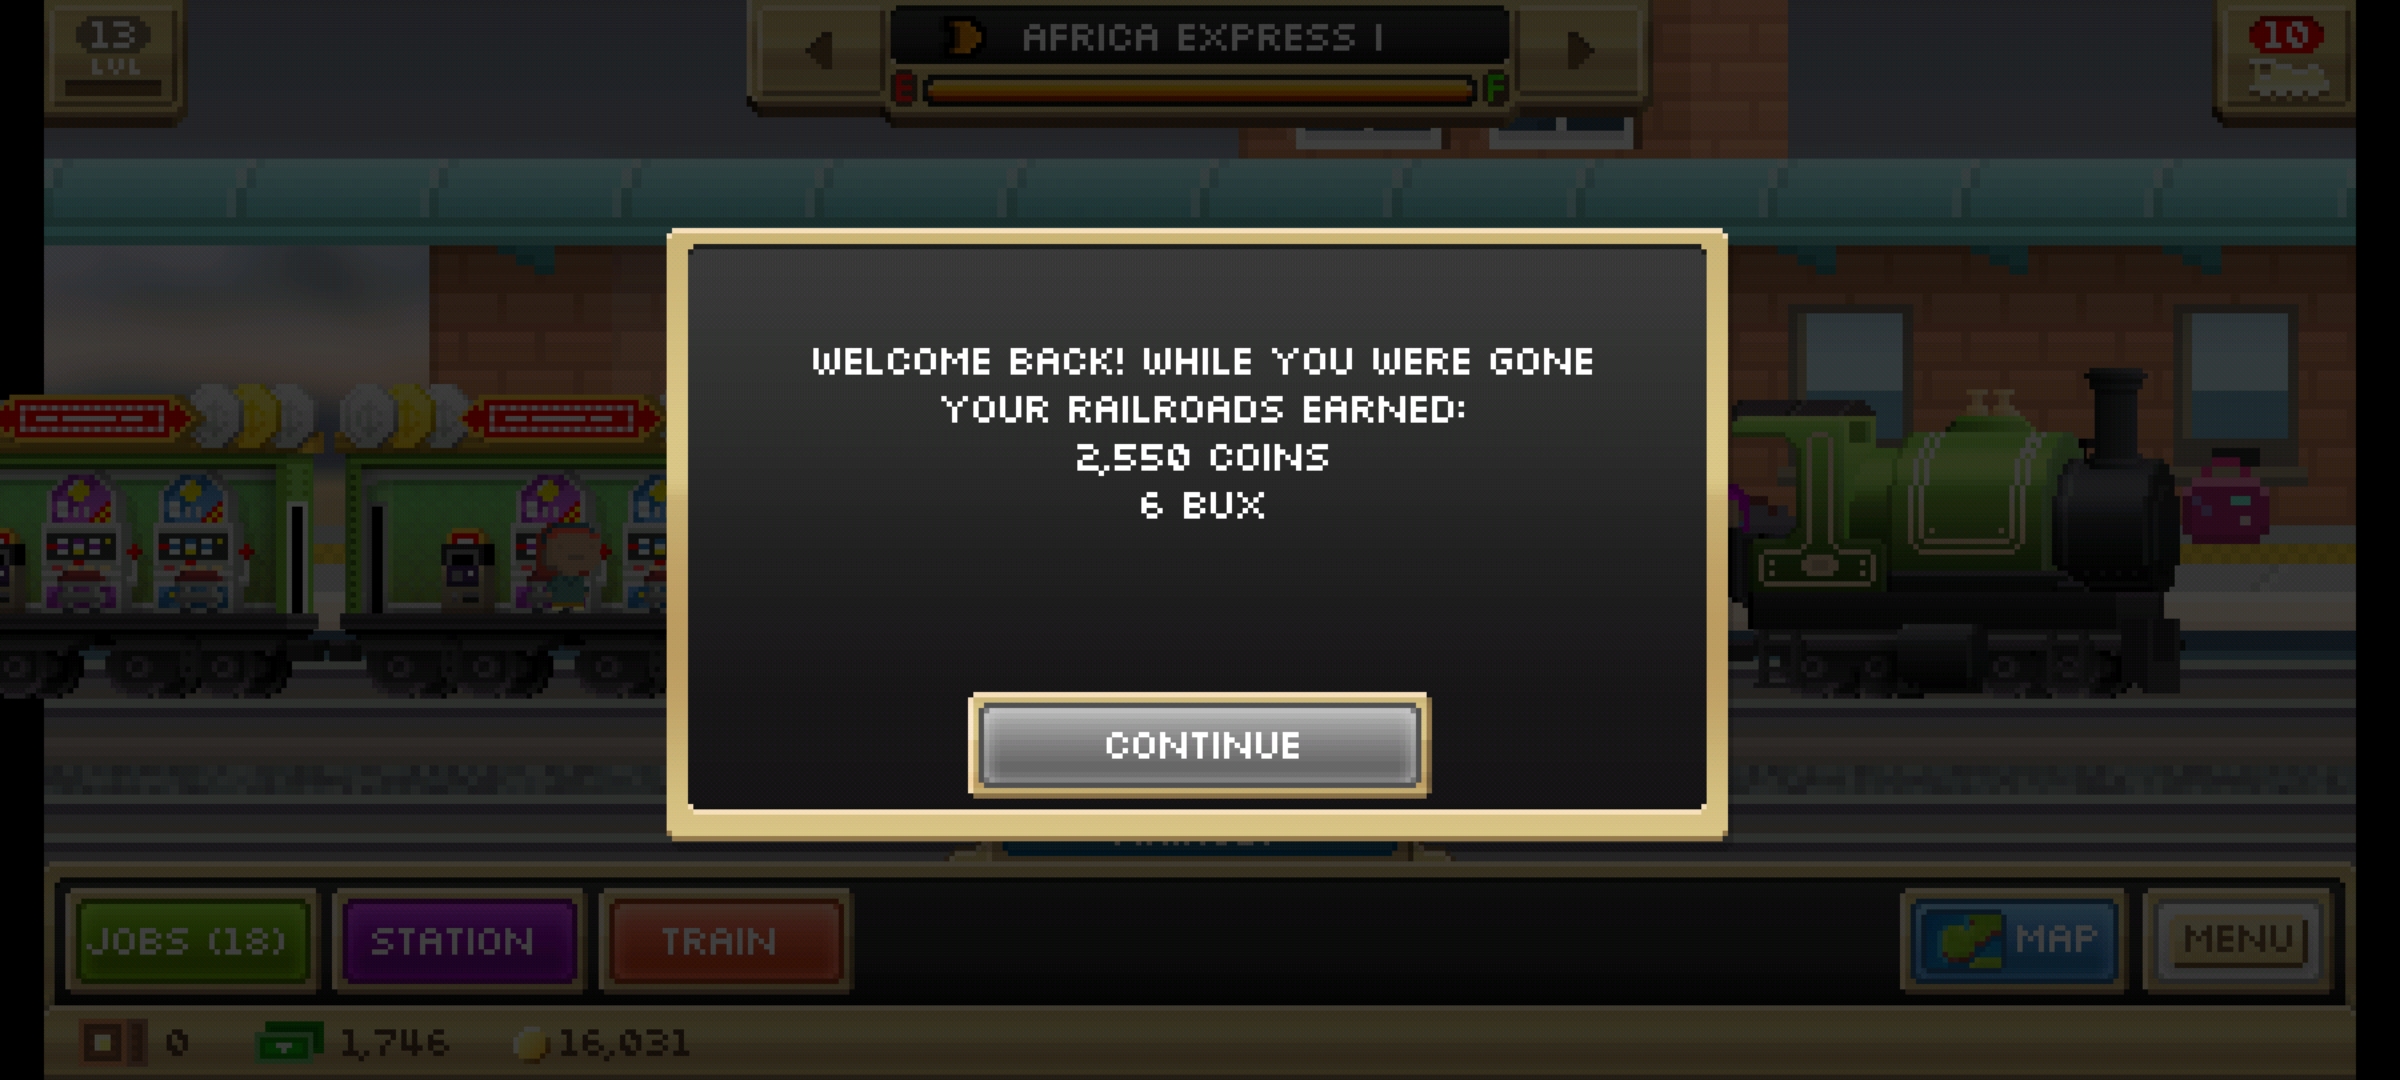 13
LVL
AFRICA EXPRESS I
E
F
10
WELCOME BACK! WHILE YOU WERE GONE
YOUR RAILROADS EARNED:
2,550 COINS
6 BUX
CONTINUE
JOBS (18)
STATION
TRAIN
MAP
MENU
0
1,746
16,031